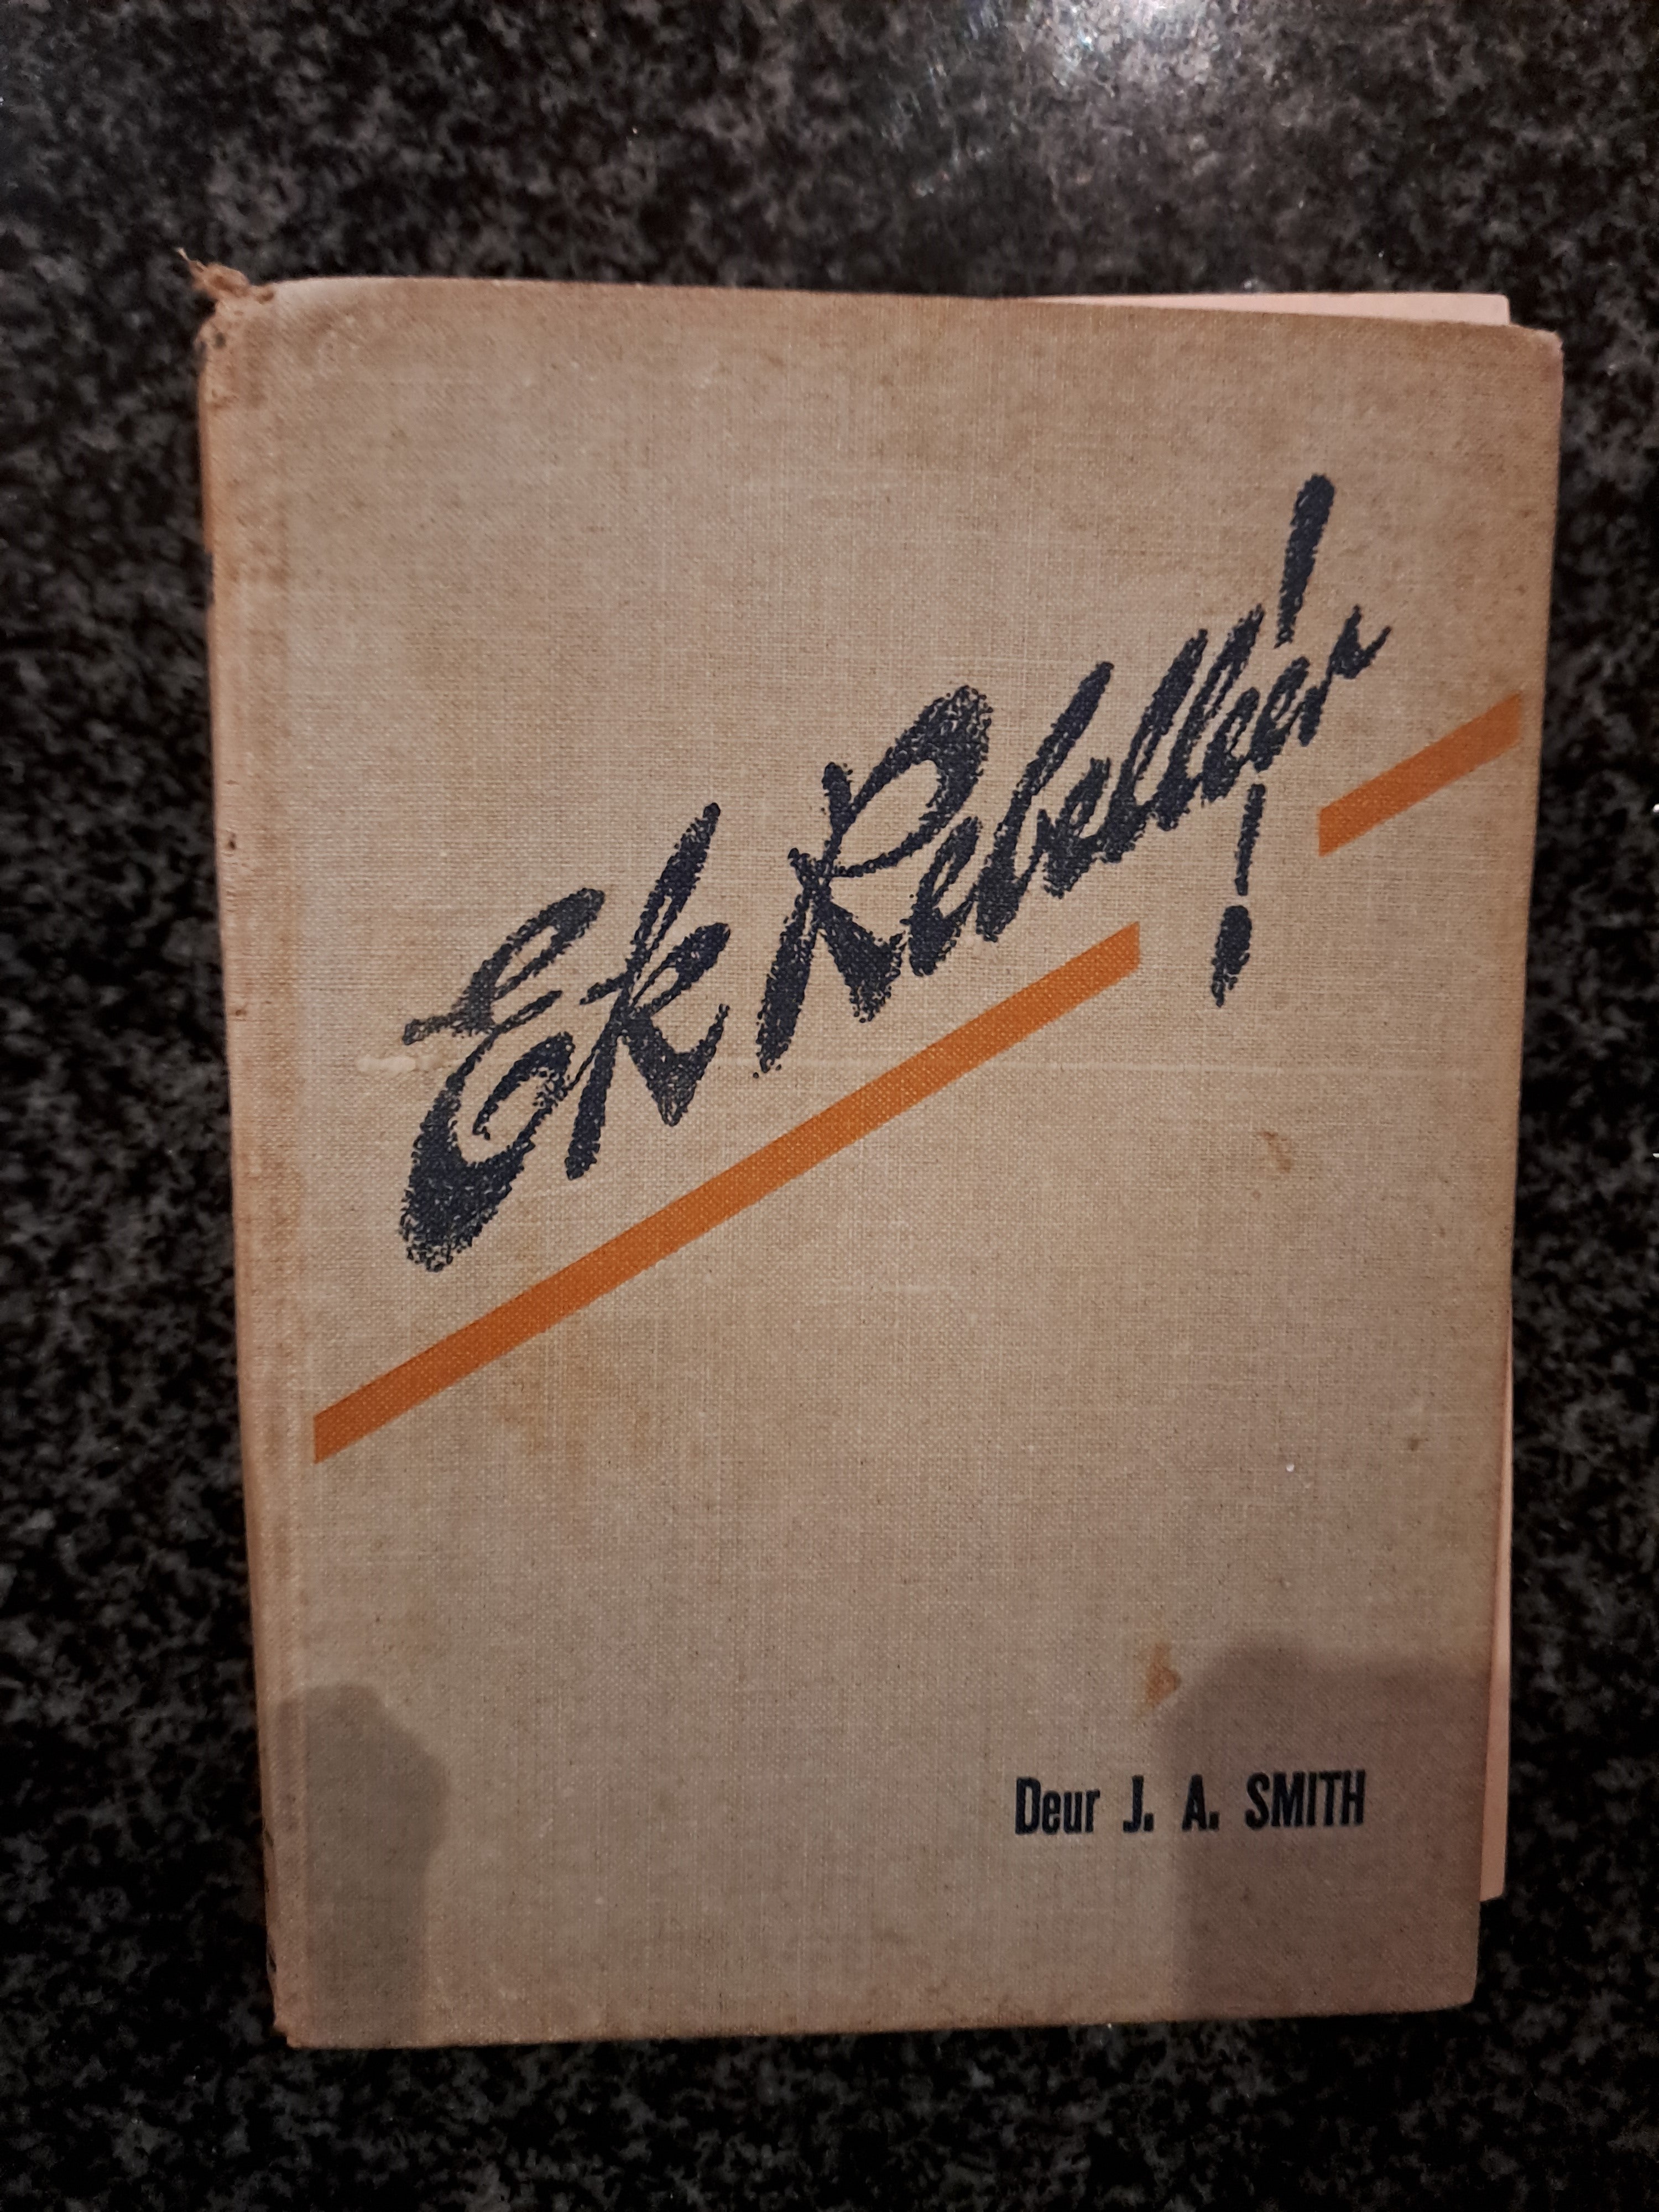 Ek Rebelleer!
Deur J. A. SMITH